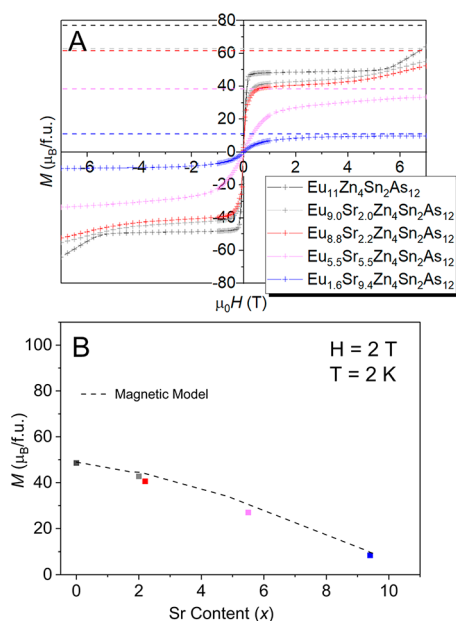 A
80
60
40
20
0
-20
-40
-60
-80
-6
-4
-2
0
2
4
6
M (μB/f.u.)
μ0H (T)
Eu11Zn4Sn2As12
Eu9.0Sr2.0Zn4Sn2As12
Eu8.8Sr2.2Zn4Sn2As12
Eu5.5Sr5.5Zn4Sn2As12
Eu1.6Sr9.4Zn4Sn2As12
B
H = 2 T
T = 2 K
Magnetic Model
100
80
60
40
20
0
M (μB/f.u.)
0 2 4 6 8 10
Sr Content (x)